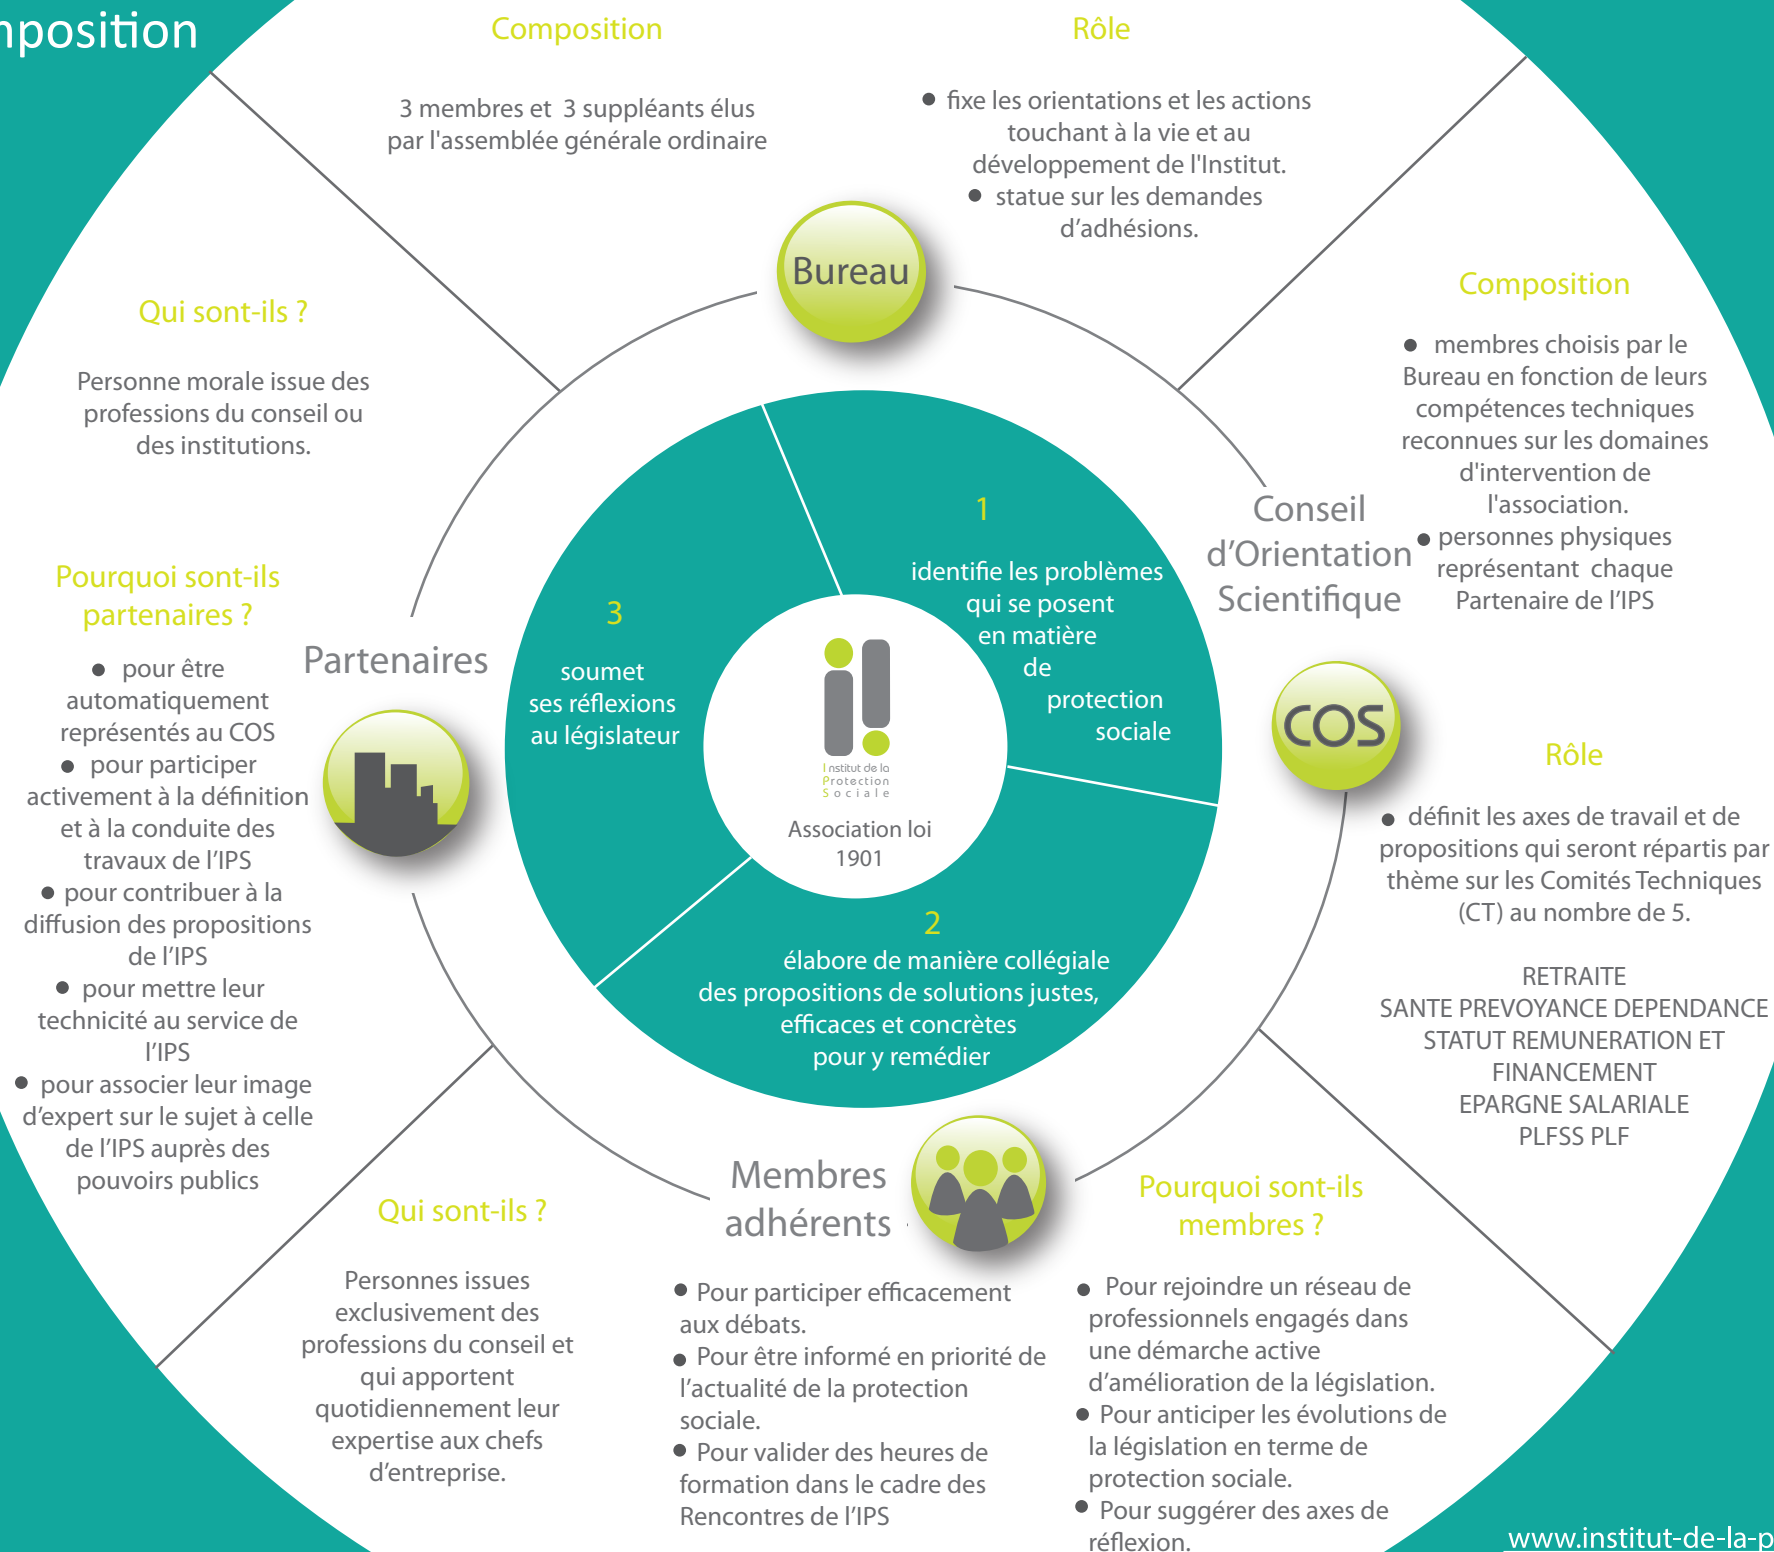 mposition
Composition
3 membres et 3 suppléants élus
par l'assemblée générale ordinaire
Rôle
● fixe les orientations et les actions
touchant à la vie et au
développement de l'Institut.
● statue sur les demandes
d’adhésions.
Bureau
Composition
● membres choisis par le
Bureau en fonction de leurs
compétences techniques
reconnues sur les domaines
d'intervention de
l'association.
● personnes physiques
représentant chaque
Partenaire de l’IPS
Conseil
d’Orientation
Scientifique
COS
Rôle
● définit les axes de travail et de
propositions qui seront répartis par
thème sur les Comités Techniques
(CT) au nombre de 5.
RETRAITE
SANTE PREVOYANCE DEPENDANCE
STATUT REMUNERATION ET
FINANCEMENT
EPARGNE SALARIALE
PLFSS PLF
Qui sont-ils ?
Personne morale issue des
professions du conseil ou
des institutions.
Pourquoi sont-ils
partenaires ?
● pour être
automatiquement
représentés au COS
● pour participer
activement à la définition
et à la conduite des
travaux de l’IPS
● pour contribuer à la
diffusion des propositions
de l’IPS
● pour mettre leur
technicité au service de
l’IPS
● pour associer leur image
d’expert sur le sujet à celle
de l’IPS auprès des
pouvoirs publics
Partenaires
1
identifie les problèmes
qui se posent
en matière
de
protection
sociale
3
soumet
ses réflexions
au législateur
Institut de la
Protection
Sociale
Association loi
1901
2
élabore de manière collégiale
des propositions de solutions justes,
efficaces et concrètes
pour y remédier
Membres
adhérents
Qui sont-ils ?
Personnes issues
exclusivement des
professions du conseil et
qui apportent
quotidiennement leur
expertise aux chefs
d’entreprise.
● Pour participer efficacement
aux débats.
● Pour être informé en priorité de
l’actualité de la protection
sociale.
● Pour valider des heures de
formation dans le cadre des
Rencontres de l’IPS
Pourquoi sont-ils
membres ?
● Pour rejoindre un réseau de
professionnels engagés dans
une démarche active
d’amélioration de la législation.
● Pour anticiper les évolutions de
la législation en terme de
protection sociale.
● Pour suggérer des axes de
réflexion.
www.institut-de-la-p